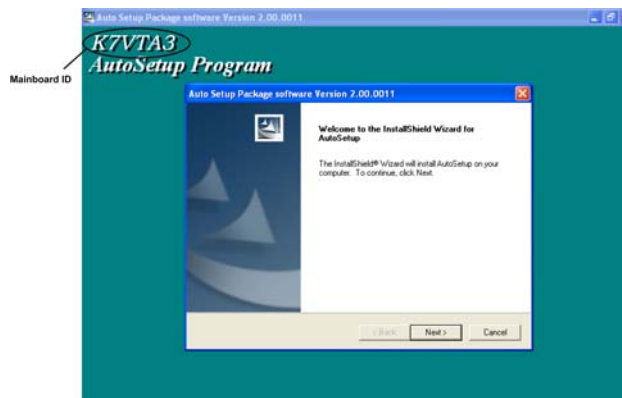 Auto Setup Package software Version 2.00.0011
K7VTA3
AutoSetup Program
Mainboard ID
Auto Setup Package software Version 2.00.0011
Welcome to the InstallShield Wizard for
AutoSetup
The InstallShield® Wizard will install AutoSetup on your
computer. To continue, click Next.
< Back
Next >
Cancel